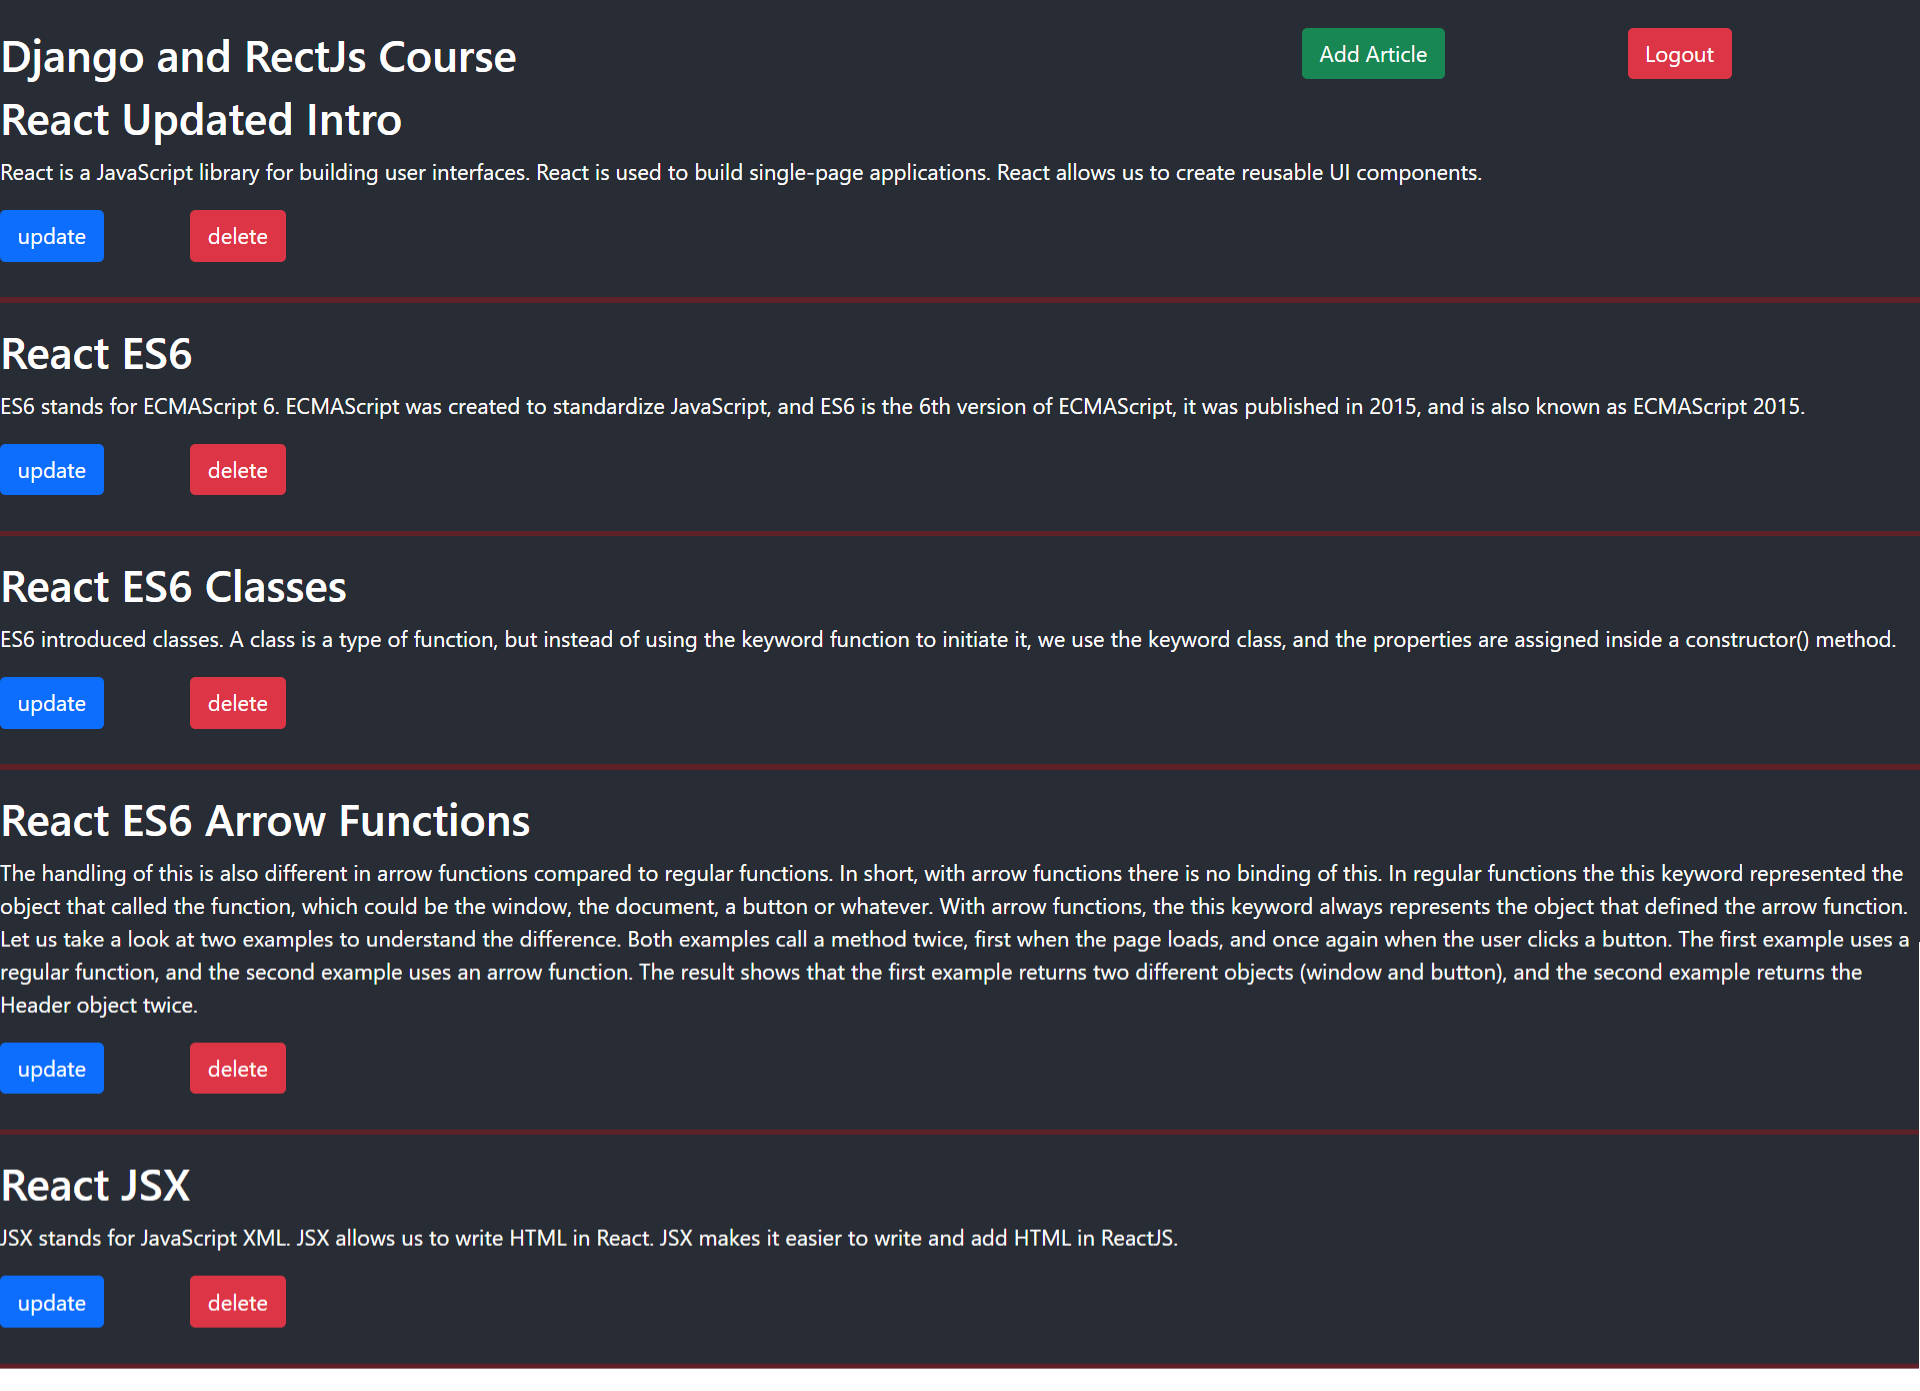 Django and RectJs Course
Add Article
Logout
React Updated Intro
React is a JavaScript library for building user interfaces. React is used to build single-page applications. React allows us to create reusable UI components.
update
delete
React ES6
ES6 stands for ECMAScript 6. ECMAScript was created to standardize JavaScript, and ES6 is the 6th version of ECMAScript, it was published in 2015, and is also known as ECMAScript 2015.
update
delete
React ES6 Classes
ES6 introduced classes. A class is a type of function, but instead of using the keyword function to initiate it, we use the keyword class, and the properties are assigned inside a constructor() method.
update
delete
React ES6 Arrow Functions
The handling of this is also different in arrow functions compared to regular functions. In short, with arrow functions there is no binding of this. In regular functions the this keyword represented the
object that called the function, which could be the window, the document, a button or whatever. With arrow functions, the this keyword always represents the object that defined the arrow function.
Let us take a look at two examples to understand the difference. Both examples call a method twice, first when the page loads, and once again when the user clicks a button. The first example uses a
regular function, and the second example uses an arrow function. The result shows that the first example returns two different objects (window and button), and the second example returns the
Header object twice.
update
delete
React JSX
JSX stands for JavaScript XML. JSX allows us to write HTML in React. JSX makes it easier to write and add HTML in ReactJS.
update
delete